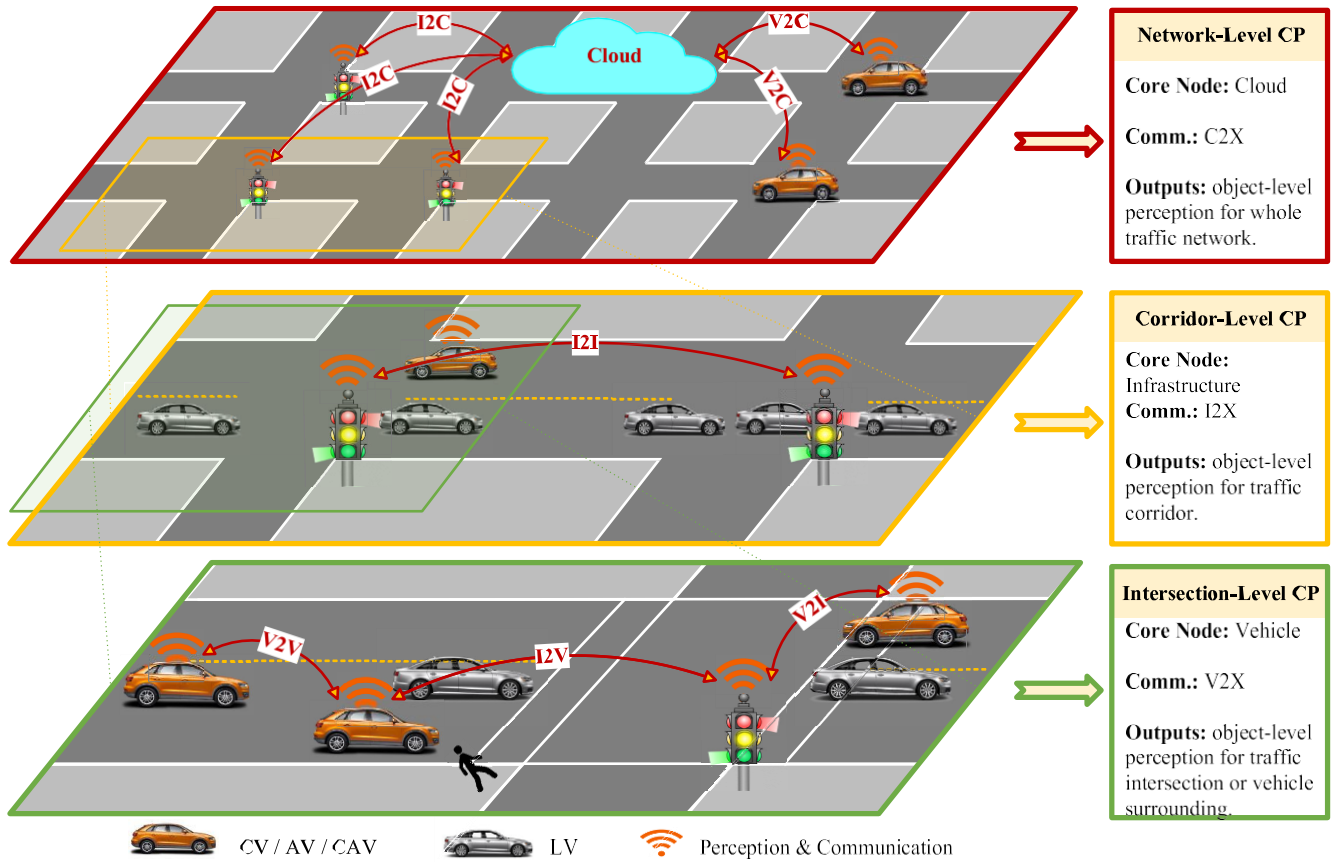 I2C
V2C
Cloud
I2C
I2C
V2C
Network-Level CP
Core Node: Cloud
Comm.: C2X
Outputs: object-level
perception for whole
traffic network.
I2I
Corridor-Level CP
Core Node:
Infrastructure
Comm.: I2X
Outputs: object-level
perception for traffic
corridor.
V2V
I2V
V2I
Intersection-Level CP
Core Node: Vehicle
Comm.: V2X
Outputs: object-level
perception for traffic
intersection or vehicle
surrounding.
CV / AV / CAV
LV
Perception & Communication